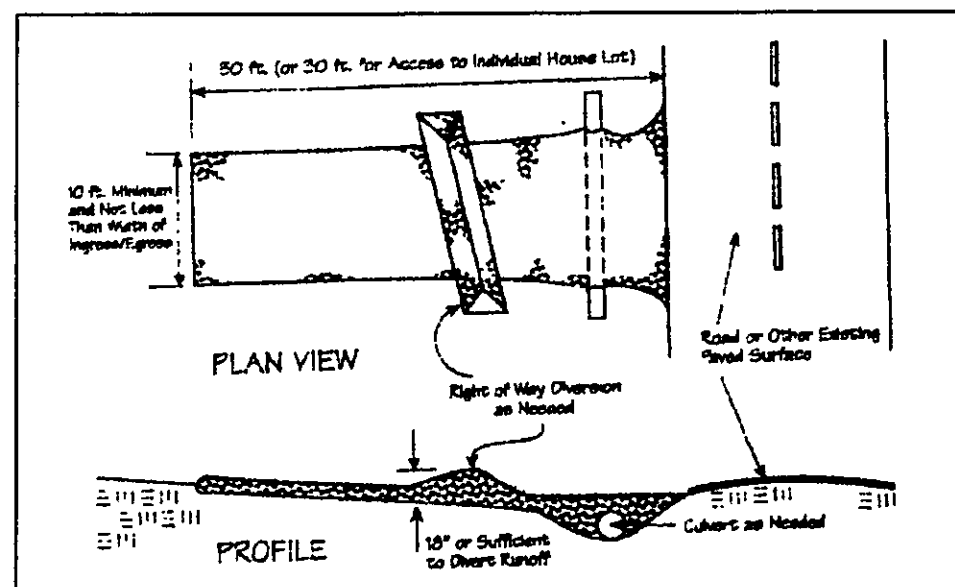 50 ft. (or 30 ft. for Access to Individual House Lot)
10 ft. Minimum
and Not Less
Than Width of
Ingress/Egress
PLAN VIEW
Right of Way Diversion
as Needed
Road or Other Existing
Paved Surface
18" or Sufficient
to Divert Runoff
Culvert as Needed
PROFILE